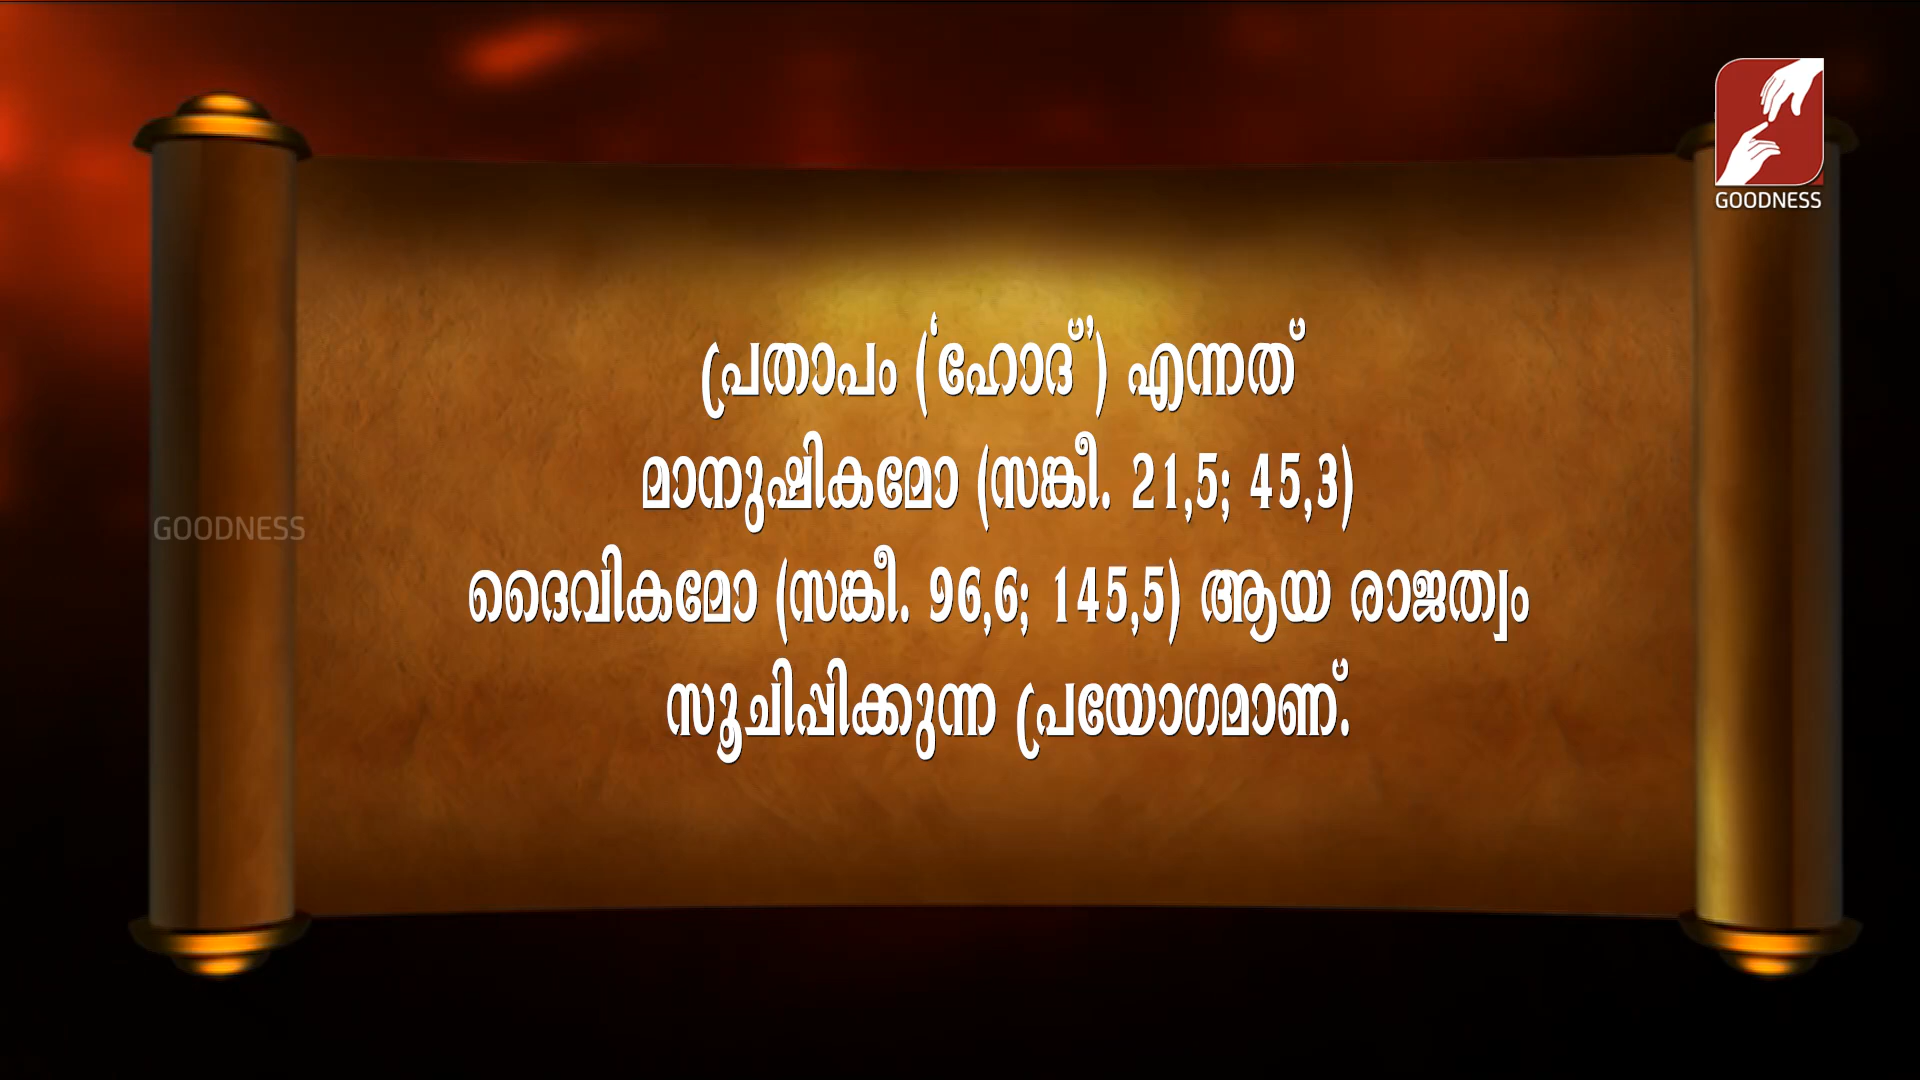 GOODNESS
പ്രതാപം (‘ഹോദ്’) എന്നത്
മാനുഷികമോ (സങ്കീ. 21,5; 45,3)
GOODNESS
ദൈവികമോ (സങ്കീ. 96,6; 145,5) ആയ രാജത്വം
സൂചിപ്പിക്കുന്ന പ്രയോഗമാണ്.